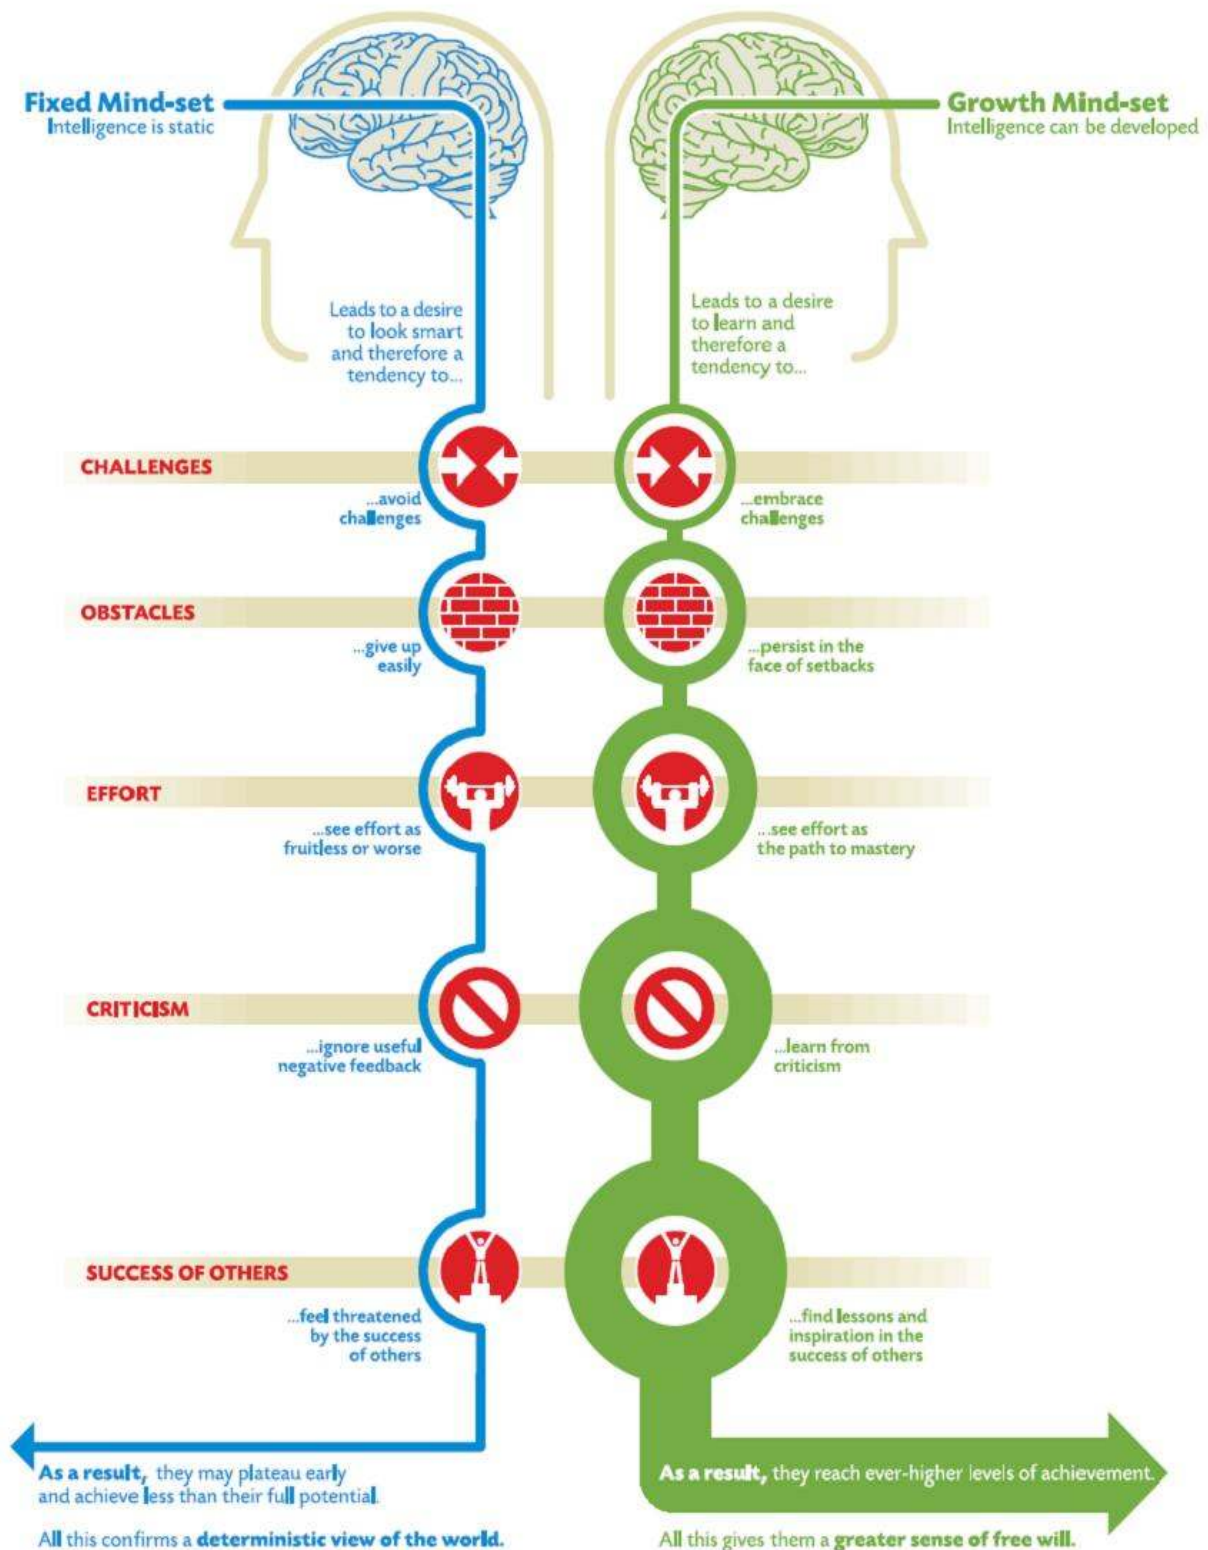 Fixed Mind-set
Intelligence is static
Growth Mind-set
Intelligence can be developed
Leads to a desire
to look smart
and therefore a
tendency to...
Leads to a desire
to learn and
therefore a
tendency to...
CHALLENGES
...avoid
challenges
...embrace
challenges
OBSTACLES
...give up
easily
...persist in the
face of setbacks
EFFORT
...see effort as
fruitless or worse
...see effort as
the path to mastery
CRITICISM
...ignore useful
negative feedback
...learn from
criticism
SUCCESS OF OTHERS
...feel threatened
by the success
of others
...find lessons and
inspiration in the
success of others
As a result, they may plateau early
and achieve less than their full potential.
All this confirms a deterministic view of the world.
As a result, they reach ever-higher levels of achievement.
All this gives them a greater sense of free will.